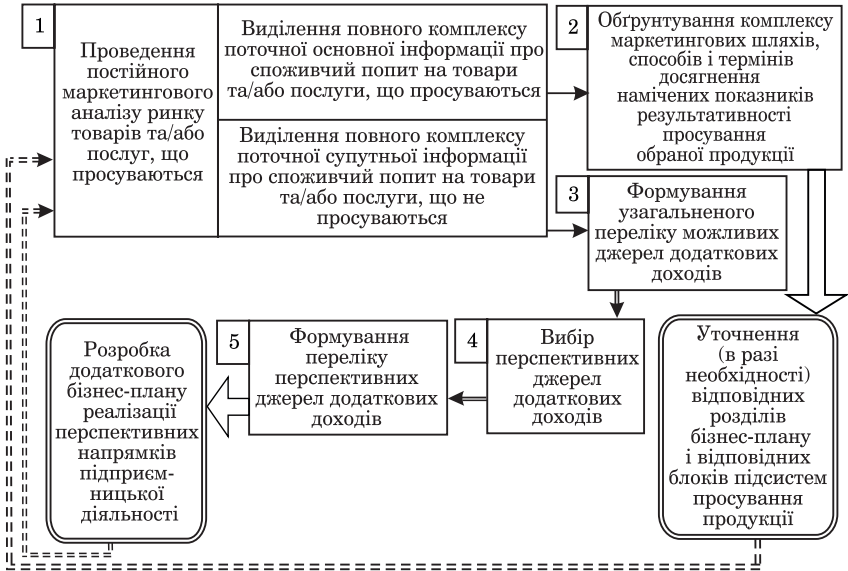 1
Проведення
постійного
маркетингового
аналізу ринку
товарів та/або
послуг, що
просуваються
Виділення повного комплексу
поточної основної інформації про
споживчий попит на товари
та/або послуги, що просуваються
Виділення повного комплексу
поточної супутньої інформації
про споживчий попит на товари
та/або послуги, що не
просуваються
2
Обґрунтування комплексу
маркетингових шляхів,
способів і термінів
досягнення
намічених показників
результативності
просування
обраної продукції
3
Формування
узагальненого
переліку можливих
джерел додаткових
доходів
4
Вибір
перспективних
джерел
додаткових
доходів
5
Формування
переліку
перспективних
джерел додаткових
доходів
Розробка
додаткового
бізнес-плану
реалізації
перспективних
напрямків
підприєм-
ницької
діяльності
Уточнення
(в разі
необхідності)
відповідних
розділів
бізнес-плану
і відповідних
блоків підсистем
просування
продукції